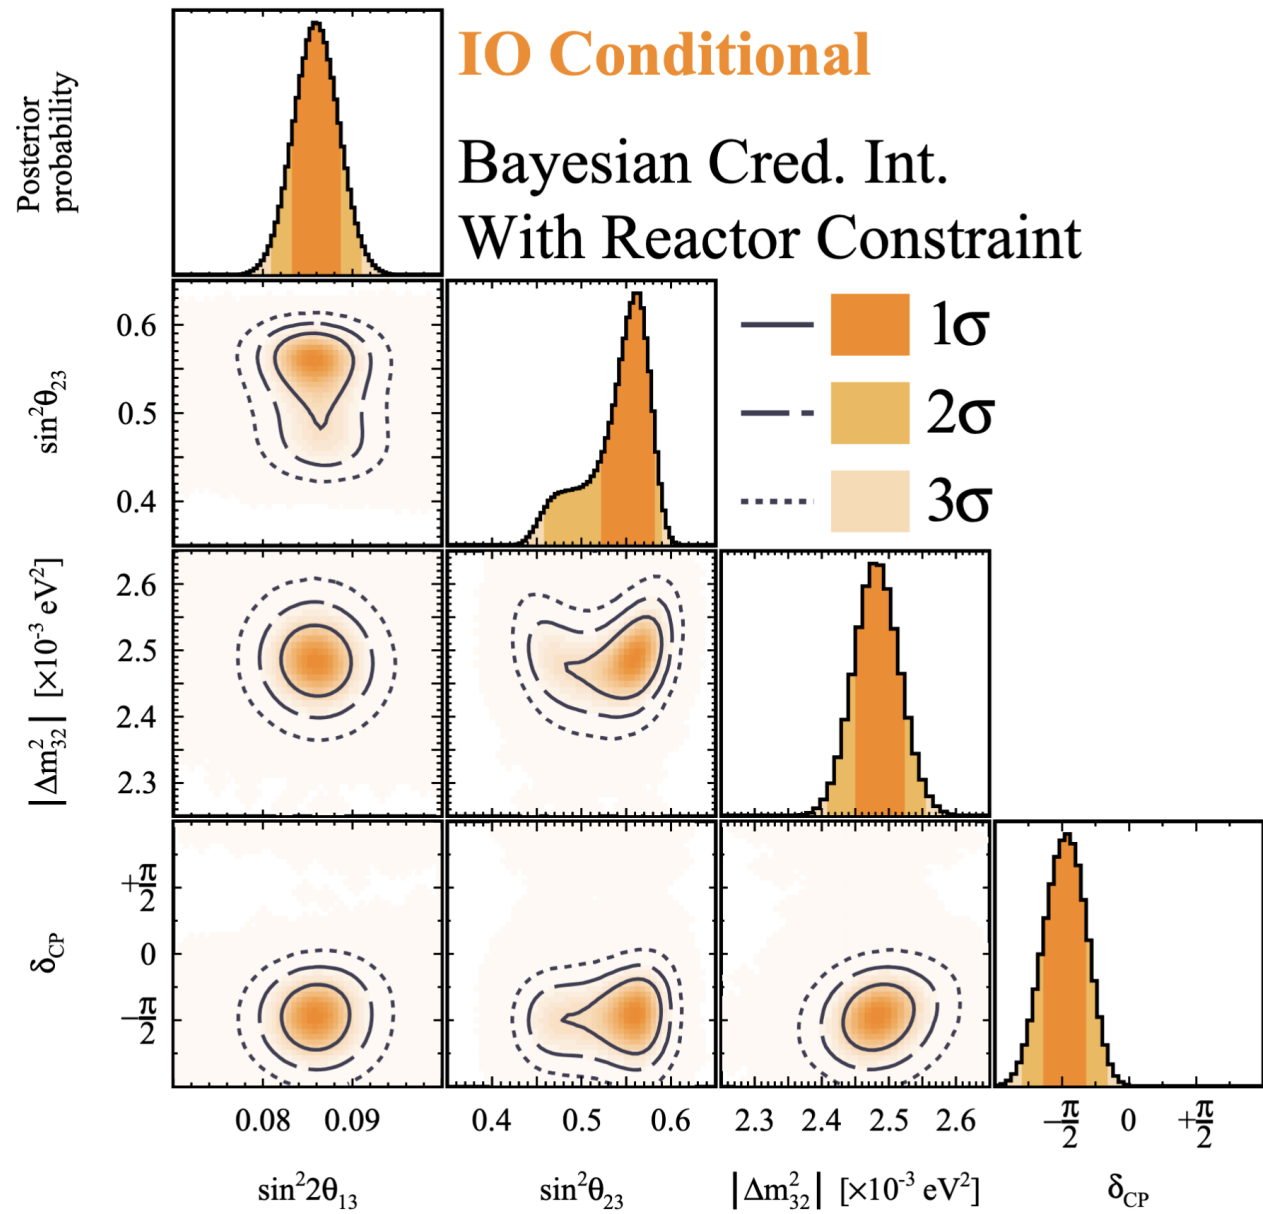 Posterior
probability
IO Conditional
Bayesian Cred. Int.
With Reactor Constraint
1σ
2σ
3σ
sin²θ₂₃
0.6
0.5
0.4
|Δm²₃₂| [×10⁻³ eV²]
2.6
2.5
2.4
2.3
δCP
+π/2
0
−π/2
0.08 0.09
0.4 0.5 0.6
2.3 2.4 2.5 2.6
−π/2 0 +π/2
sin²2θ₁₃
sin²θ₂₃
|Δm²₃₂| [×10⁻³ eV²]
δCP